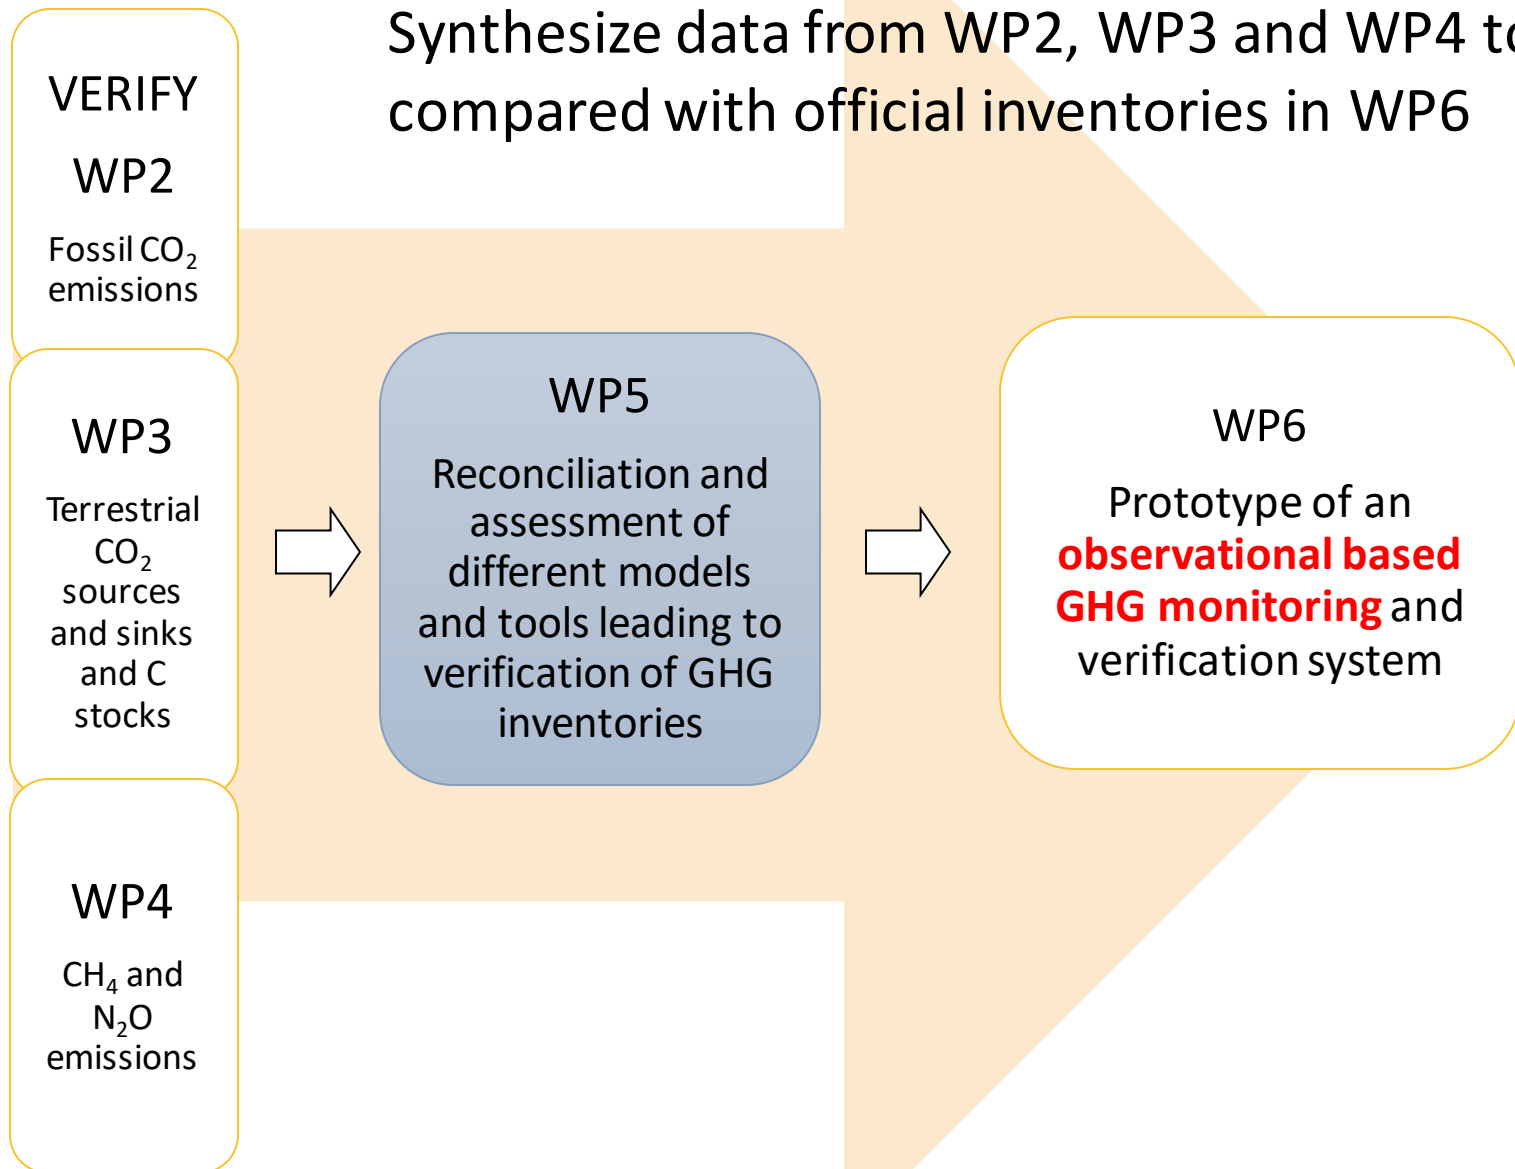 Synthesize data from WP2, WP3 and WP4 to
compared with official inventories in WP6
VERIFY
WP2
Fossil CO₂
emissions
WP3
Terrestrial
CO₂
sources
and sinks
and C
stocks
WP4
CH₄ and
N₂O
emissions
WP5
Reconciliation and
assessment of
different models
and tools leading to
verification of GHG
inventories
WP6
Prototype of an
observational based
GHG monitoring and
verification system